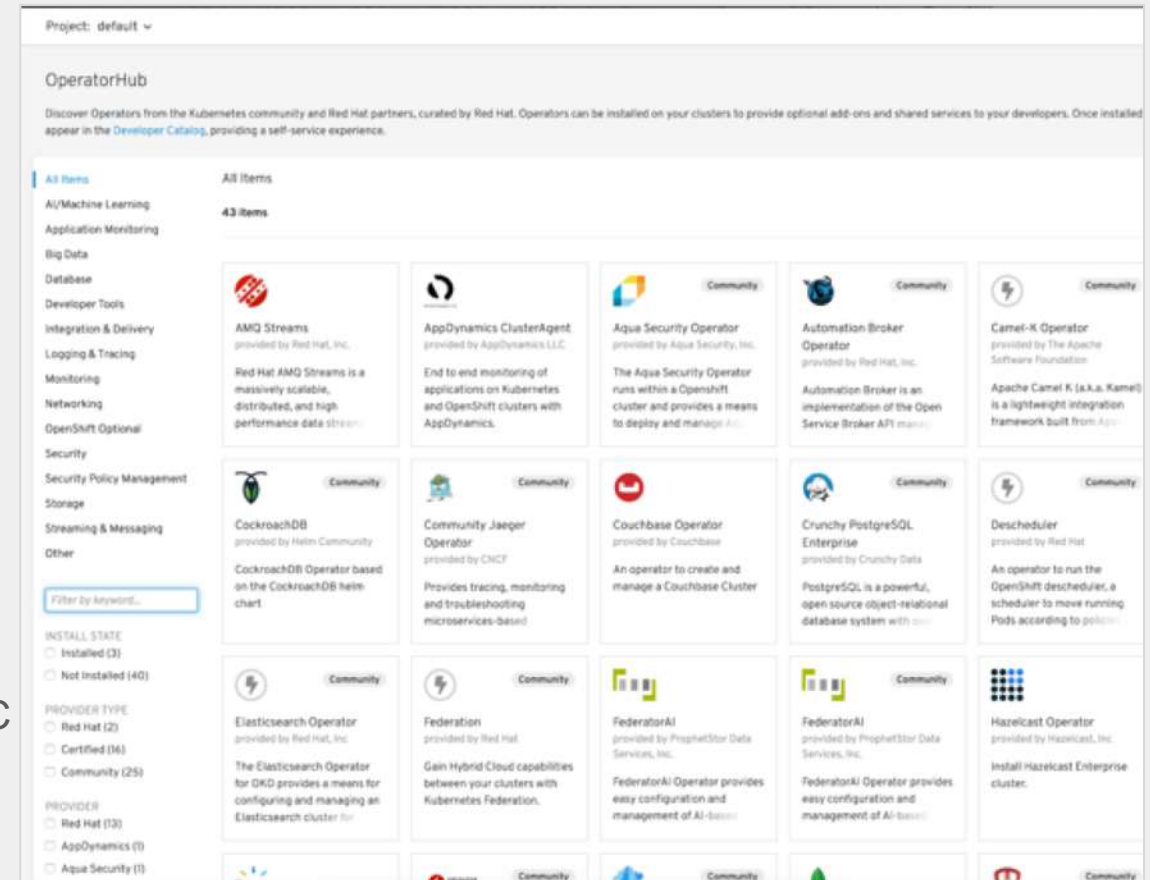 Project: default
OperatorHub
Discover Operators from the Kubernetes community and Red Hat partners, curated by Red Hat. Operators can be installed on your clusters to provide optional add-ons and shared services to your developers. Once installed
appear in the Developer Catalog, providing a self-service experience.
All Items
AI/Machine Learning
Application Monitoring
Big Data
Database
Developer Tools
Integration & Delivery
Logging & Tracing
Monitoring
Networking
OpenShift Optional
Security
Security Policy Management
Storage
Streaming & Messaging
Other
Filter by keyword...
INSTALL STATE
Installed (3)
Not Installed (40)
PROVIDER TYPE
Red Hat (2)
Certified (16)
Community (25)
PROVIDER
Red Hat (13)
AppDynamics (1)
Aqua Security (1)
C
All Items
43 items
AMQ Streams
provided by Red Hat, Inc.
Red Hat AMQ Streams is a
massively scalable,
distributed, and high
performance data stream
AppDynamics ClusterAgent
provided by AppDynamics LLC
End to end monitoring of
applications on Kubernetes
and OpenShift clusters with
AppDynamics.
Community
Aqua Security Operator
provided by Aqua Security, Inc.
The Aqua Security Operator
runs within a Openshift
cluster and provides a means
to deploy and manage
Community
Automation Broker
Operator
provided by Red Hat, Inc.
Automation Broker is an
implementation of the Open
Service Broker API
Community
Camel-K Operator
provided by The Apache
Software Foundation
Apache Camel K (a.k.a. Kamel)
is a lightweight integration
framework built from
Community
CockroachDB
provided by Helm Community
CockroachDB Operator based
on the CockroachDB helm
chart
Community
Community Jaeger
Operator
provided by CNCF
Provides tracing, monitoring
and troubleshooting
microservices-based
Couchbase Operator
provided by Couchbase
An operator to create and
manage a Couchbase Cluster
Community
Crunchy PostgreSQL
Enterprise
provided by Crunchy Data
PostgreSQL is a powerful,
open source object-relational
database system with
Community
Descheduler
provided by Red Hat
An operator to run the
OpenShift descheduler, a
scheduler to move running
Pods according to
Community
Elasticsearch Operator
provided by Red Hat, Inc
The Elasticsearch Operator
for OKD provides a means for
configuring and managing an
Elasticsearch cluster for
Community
Federation
provided by Red Hat
Gain Hybrid Cloud capabilities
between your clusters with
Kubernetes Federation.
FederatorAI
provided by ProphetStor Data
Services, Inc.
FederatorAI Operator provides
easy configuration and
management of AI-based
Community
FederatorAI
provided by ProphetStor Data
Services, Inc.
FederatorAI Operator provides
easy configuration and
management of AI-based
Hazelcast Operator
provided by Hazelcast, Inc.
Install Hazelcast Enterprise
cluster.
Community
Community
Community